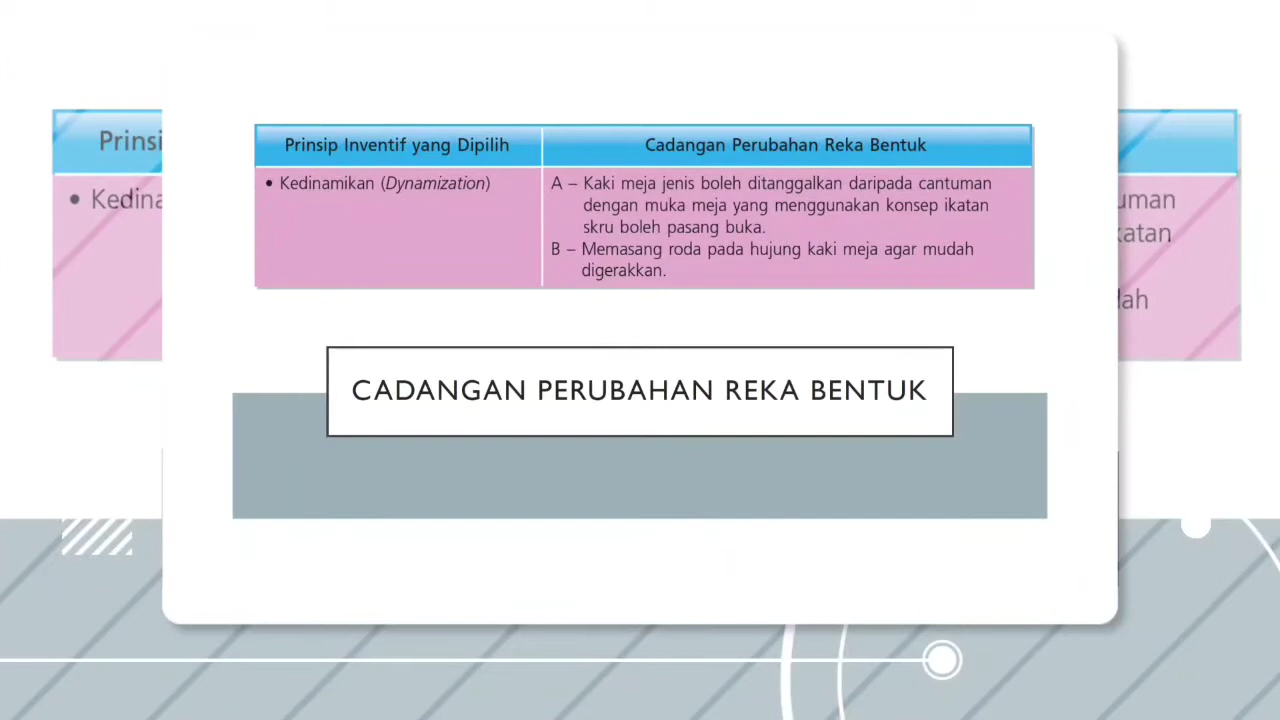 Prinsip Inventif yang Dipilih
Cadangan Perubahan Reka Bentuk
• Kedinamikan (Dynamization)
A – Kaki meja jenis boleh ditanggalkan daripada cantuman
dengan muka meja yang menggunakan konsep ikatan
skru boleh pasang buka.
B – Memasang roda pada hujung kaki meja agar mudah
digerakkan.
CADANGAN PERUBAHAN REKA BENTUK